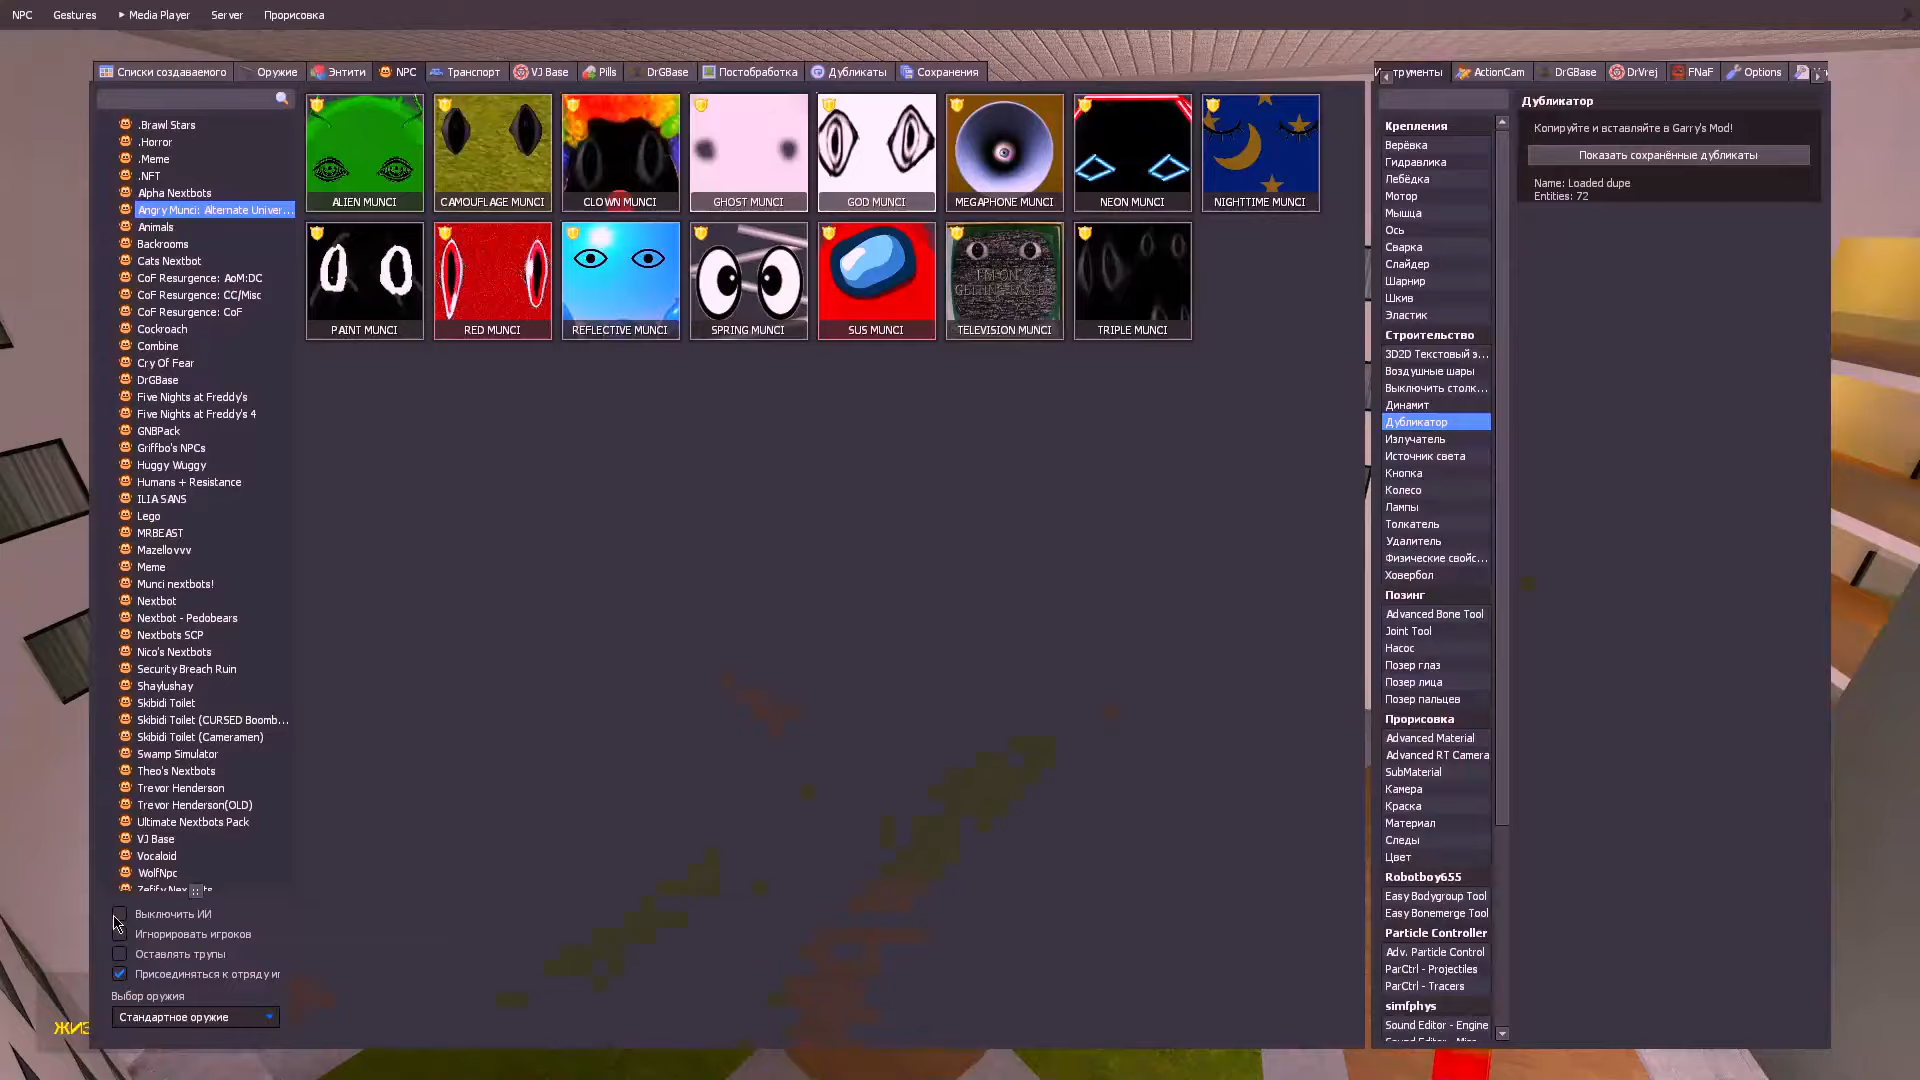 NPC
Gestures
Media Player
Server
Прорисовка
Списки создаваемого
Оружие
Энтити
NPC
Транспорт
VJ Base
Pills
DrGBase
Постобработка
Дубликаты
Сохранения
.Brawl Stars
.Horror
.Meme
.NFT
Alpha Nextbots
Angry Munci: Alternate Univer...
Animals
Backrooms
Cats Nextbot
CoF Resurgence: AoM:DC
CoF Resurgence: CC/Misc
CoF Resurgence: CoF
Cockroach
Combine
Cry Of Fear
DrGBase
Five Nights at Freddy's
Five Nights at Freddy's 4
GNBPack
Griffbo's NPCs
Huggy Wuggy
Humans + Resistance
ILIA SANS
Lego
MRBEAST
Mazellovvv
Meme
Munci nextbots!
Nextbot
Nextbot - Pedobears
Nextbots SCP
Nico's Nextbots
Security Breach Ruin
Shaylushay
Skibidi Toilet
Skibidi Toilet (CURSED Boomb...
Skibidi Toilet (Cameramen)
Swamp Simulator
Theo's Nextbots
Trevor Henderson
Trevor Henderson(OLD)
Ultimate Nextbots Pack
VJ Base
Vocaloid
WolfNpc
Выключить ИИ
Игнорировать игроков
Оставлять трупы
Присоединяться к отряду иг
Выбор оружия
Стандартное оружие
ЖИЗ
ALIEN MUNCI
CAMOUFLAGE MUNCI
CLOWN MUNCI
GHOST MUNCI
GOD MUNCI
MEGAPHONE MUNCI
NEON MUNCI
NIGHTTIME MUNCI
PAINT MUNCI
RED MUNCI
REFLECTIVE MUNCI
SPRING MUNCI
SUS MUNCI
TELEVISION MUNCI
TRIPLE MUNCI
струменты
ActionCam
DrGBase
DrVrej
FNaF
Options
Крепления
Верёвка
Гидравлика
Лебёдка
Мотор
Мышца
Ось
Сварка
Слайдер
Шарнир
Шкив
Эластик
Строительство
3D2D Текстовый э...
Воздушные шары
Выключить столк...
Динамит
Дубликатор
Излучатель
Источник света
Кнопка
Колесо
Лампы
Толкатель
Удалитель
Физические свойс...
Ховербол
Позинг
Advanced Bone Tool
Joint Tool
Насос
Позер глаз
Позер лица
Позер пальцев
Прорисовка
Advanced Material
Advanced RT Camera
SubMaterial
Камера
Краска
Материал
Следы
Цвет
Robotboy655
Easy Bodygroup Tool
Easy Bonemerge Tool
Particle Controller
Adv. Particle Control
ParCtrl - Projectiles
ParCtrl - Tracers
simfphys
Sound Editor - Engine
Дубликатор
Копируйте и вставляйте в Garry's Mod!
Показать сохранённые дубликаты
Name: Loaded dupe
Entities: 72